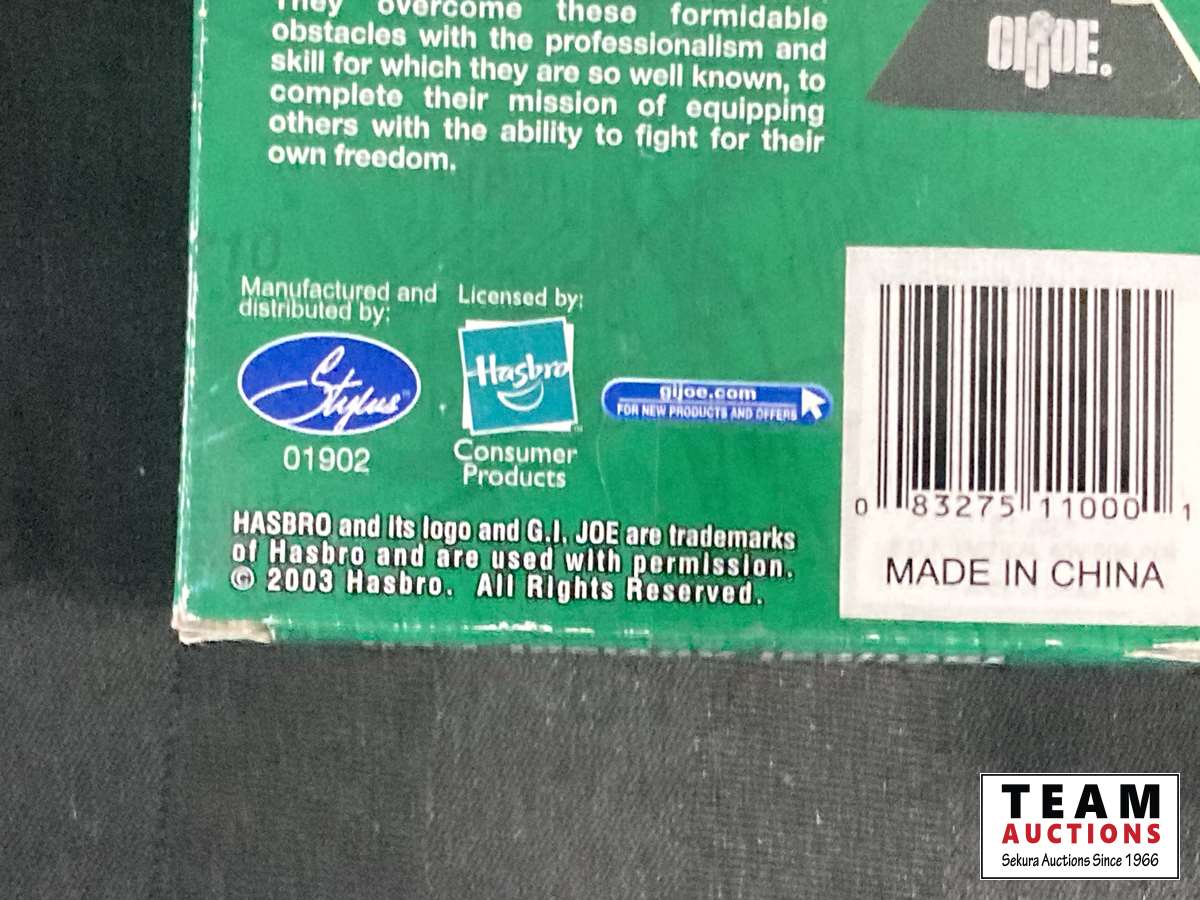 They overcome these formidable
obstacles with the professionalism and
skill for which they are so well known, to
complete their mission of equipping
others with the ability to fight for their
own freedom.
GIJOE.
Manufactured and
distributed by:
Stylus
01902
Licensed by:
Hasbro
Consumer
Products
gijoe.com
FOR NEW PRODUCTS AND OFFERS
HASBRO and its logo and G.I. JOE are trademarks
of Hasbro and are used with permission.
© 2003 Hasbro. All Rights Reserved.
0 83275 11000 1
MADE IN CHINA
TEAM
AUCTIONS
Sekura Auctions Since 1966